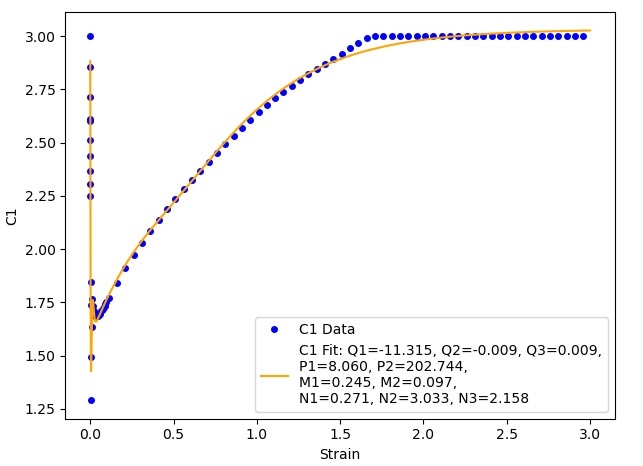 3.00
2.75
2.50
2.25
2.00
1.75
1.50
1.25
C1
C1 Data
C1 Fit: Q1=-11.315, Q2=-0.009, Q3=0.009,
P1=8.060, P2=202.744,
M1=0.245, M2=0.097,
N1=0.271, N2=3.033, N3=2.158
0.0 0.5 1.0 1.5 2.0 2.5 3.0
Strain